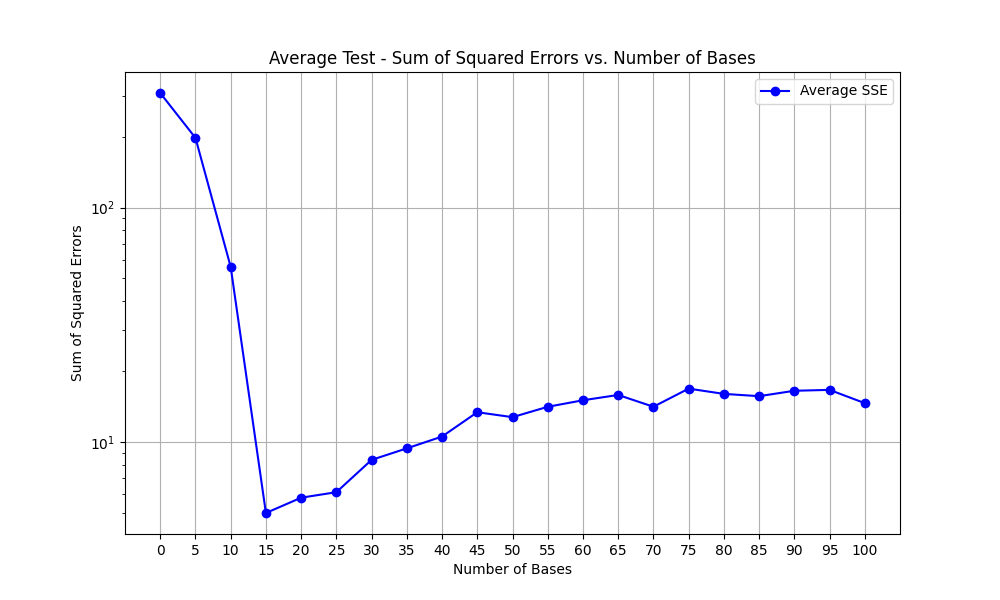 Average Test - Sum of Squared Errors vs. Number of Bases
Average SSE
10²
10¹
Sum of Squared Errors
0 5 10 15 20 25 30 35 40 45 50 55 60 65 70 75 80 85 90 95 100
Number of Bases